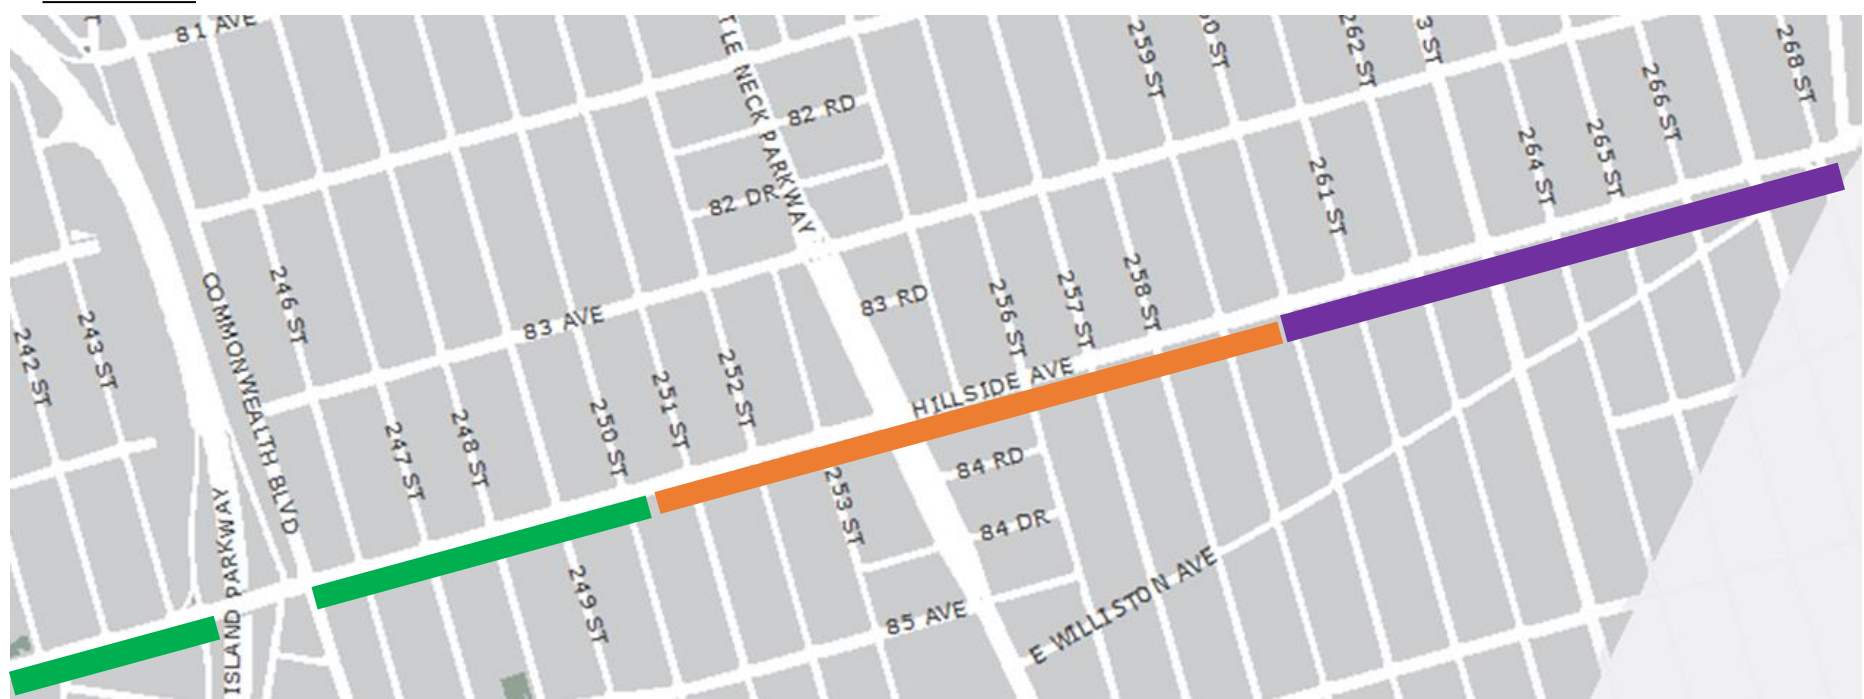 81 AVE
TLE NECK PARKWAY
82 RD
82 DR
259 ST
0 ST
262 ST
3 ST
268 ST
266 ST
265 ST
264 ST
261 ST
COMMONWEALTH BLVD
246 ST
243 ST
242 ST
83 AVE
83 RD
256 ST
257 ST
258 ST
252 ST
251 ST
250 ST
248 ST
247 ST
HILLSIDE AVE
253 ST
84 RD
84 DR
ISLAND PARKWAY
249 ST
85 AVE
E WILLISTON AVE